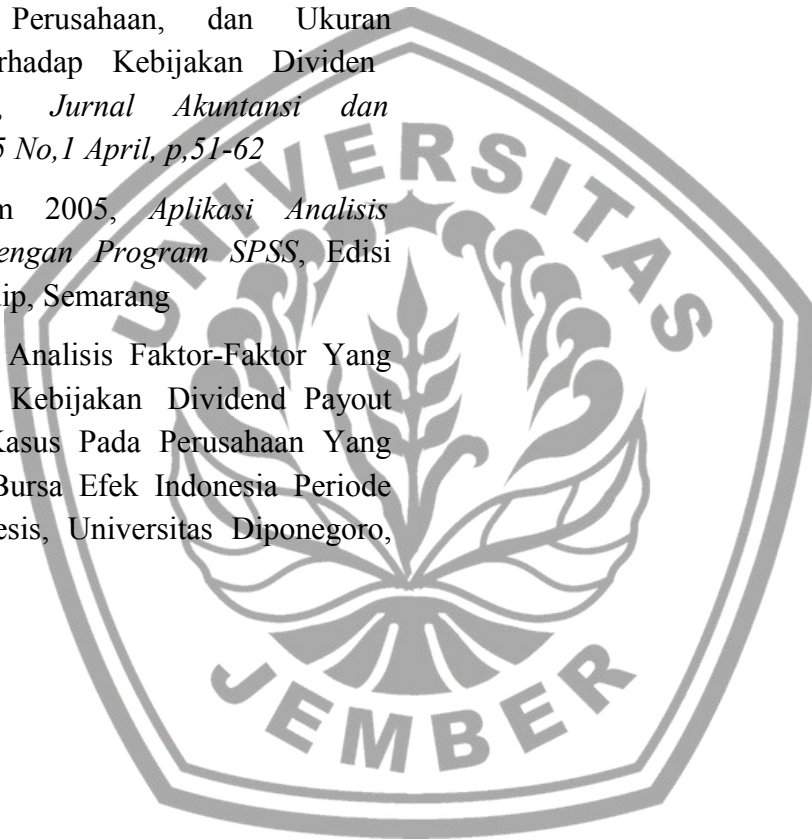 Perusahaan, dan Ukuran
rhadap Kebijakan Dividen
, Jurnal Akuntansi dan
5 No,1 April, p,51-62
m 2005, Aplikasi Analisis
engan Program SPSS, Edisi
dip, Semarang
Analisis Faktor-Faktor Yang
Kebijakan Dividend Payout
Kasus Pada Perusahaan Yang
Bursa Efek Indonesia Periode
esis, Universitas Diponegoro,
UNIVERSITAS
JEMBER